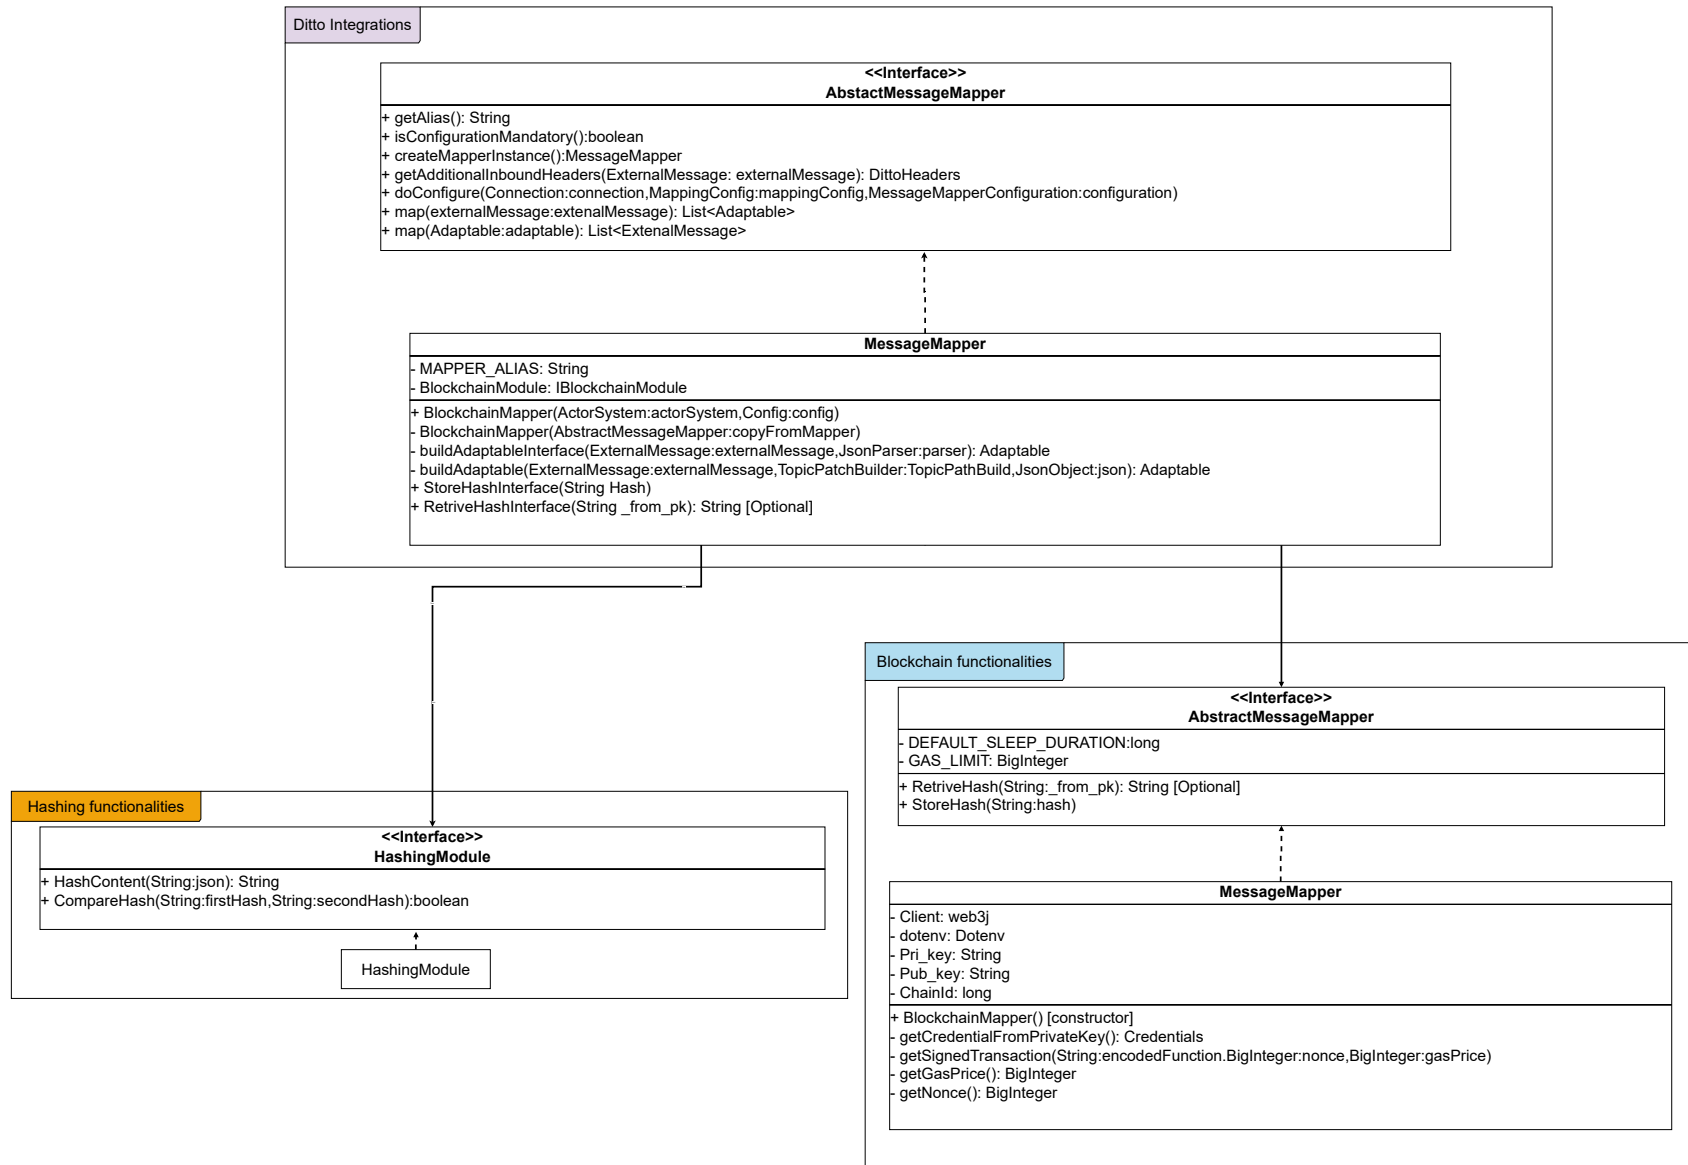 Ditto Integrations
<<Interface>>
AbstactMessageMapper
+ getAlias(): String
+ isConfigurationMandatory():boolean
+ createMapperInstance():MessageMapper
+ getAdditionalInboundHeaders(ExternalMessage: externalMessage): DittoHeaders
+ doConfigure(Connection:connection,MappingConfig:mappingConfig,MessageMapperConfiguration:configuration)
+ map(externalMessage:extenalMessage): List<Adaptable>
+ map(Adaptable:adaptable): List<ExtenalMessage>
MessageMapper
- MAPPER_ALIAS: String
- BlockchainModule: IBlockchainModule
+ BlockchainMapper(ActorSystem:actorSystem,Config:config)
- BlockchainMapper(AbstractMessageMapper:copyFromMapper)
- buildAdaptableInterface(ExternalMessage:externalMessage,JsonParser:parser): Adaptable
- buildAdaptable(ExternalMessage:externalMessage,TopicPatchBuilder:TopicPathBuild,JsonObject:json): Adaptable
+ StoreHashInterface(String Hash)
+ RetriveHashInterface(String _from_pk): String [Optional]
Blockchain functionalities
<<Interface>>
AbstractMessageMapper
- DEFAULT_SLEEP_DURATION:long
- GAS_LIMIT: BigInteger
+ RetriveHash(String:_from_pk): String [Optional]
+ StoreHash(String:hash)
Hashing functionalities
<<Interface>>
HashingModule
+ HashContent(String:json): String
+ CompareHash(String:firstHash,String:secondHash):boolean
HashingModule
MessageMapper
- Client: web3j
- dotenv: Dotenv
- Pri_key: String
- Pub_key: String
- ChainId: long
+ BlockchainMapper() [constructor]
- getCredentialFromPrivateKey(): Credentials
- getSignedTransaction(String:encodedFunction.BigInteger:nonce,BigInteger:gasPrice)
- getGasPrice(): BigInteger
- getNonce(): BigInteger